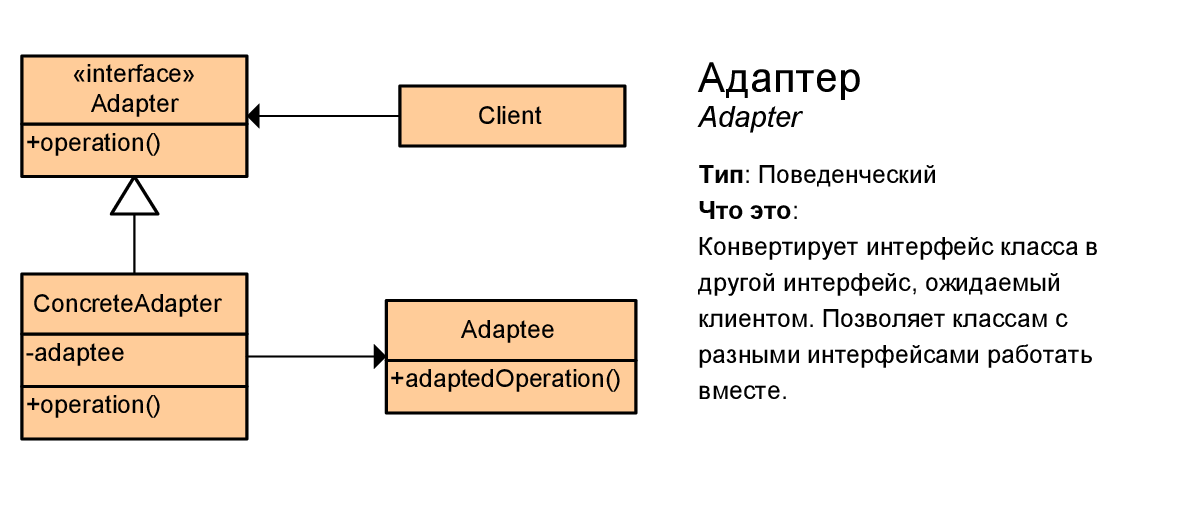 «interface»
Adapter
+operation()
Client
ConcreteAdapter
-adaptee
+operation()
Adaptee
+adaptedOperation()
Адаптер
Adapter
Тип: Поведенческий
Что это:
Конвертирует интерфейс класса в
другой интерфейс, ожидаемый
клиентом. Позволяет классам с
разными интерфейсами работать
вместе.